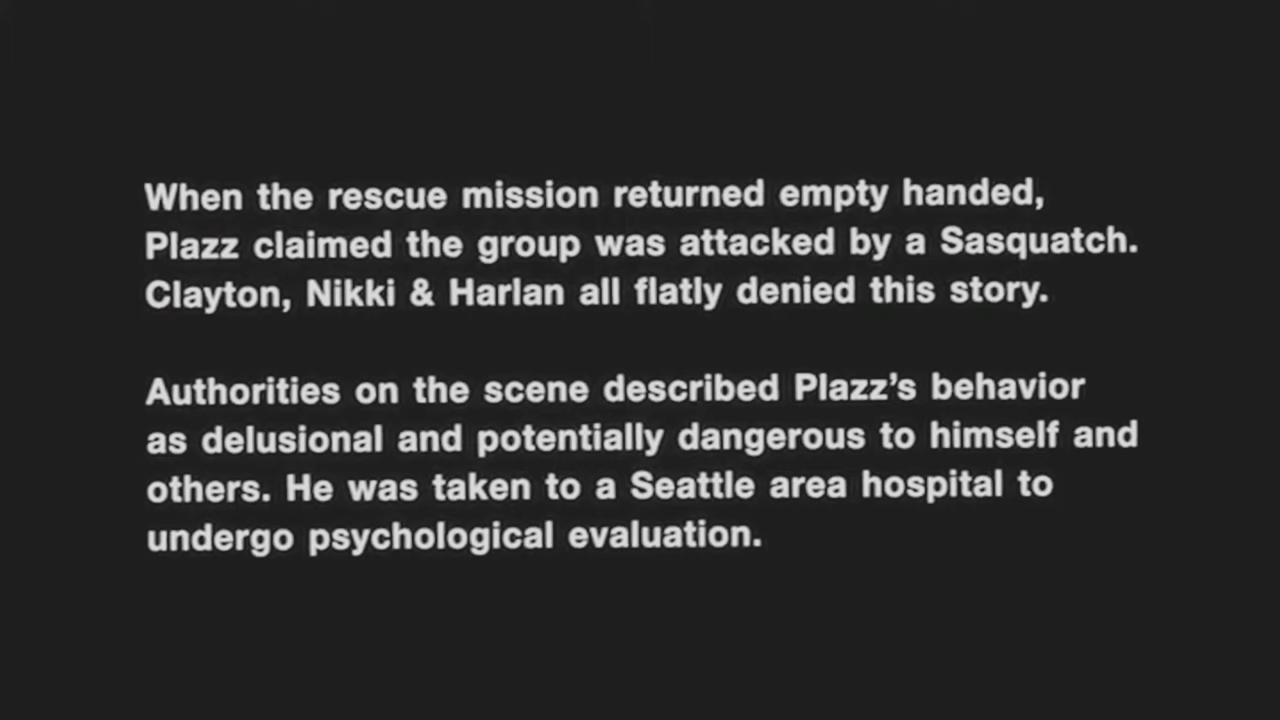 When the rescue mission returned empty handed,
Plazz claimed the group was attacked by a Sasquatch.
Clayton, Nikki & Harlan all flatly denied this story.
Authorities on the scene described Plazz’s behavior
as delusional and potentially dangerous to himself and
others. He was taken to a Seattle area hospital to
undergo psychological evaluation.